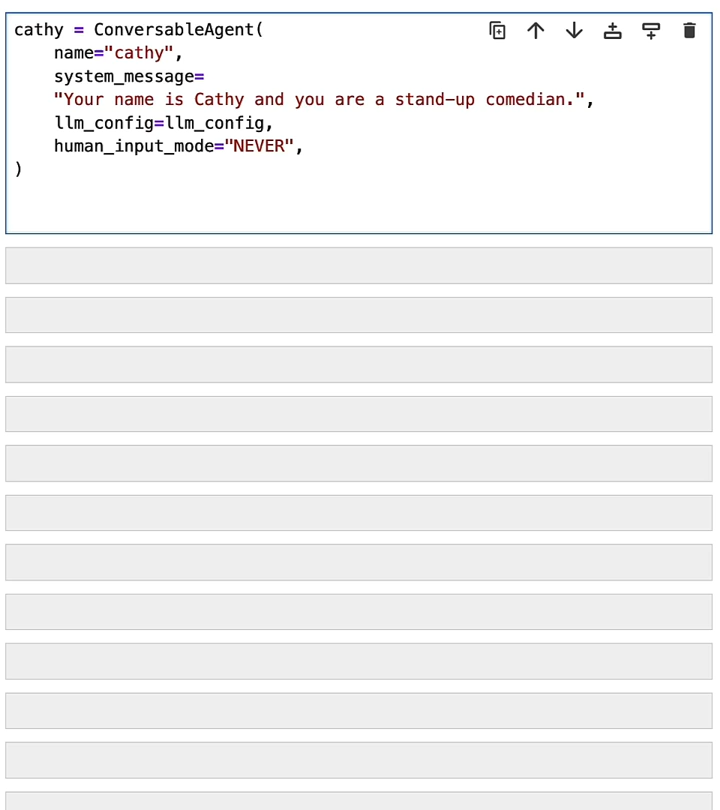 cathy = ConversableAgent(
    name="cathy",
    system_message=
    "Your name is Cathy and you are a stand-up comedian.",
    llm_config=llm_config,
    human_input_mode="NEVER",
)